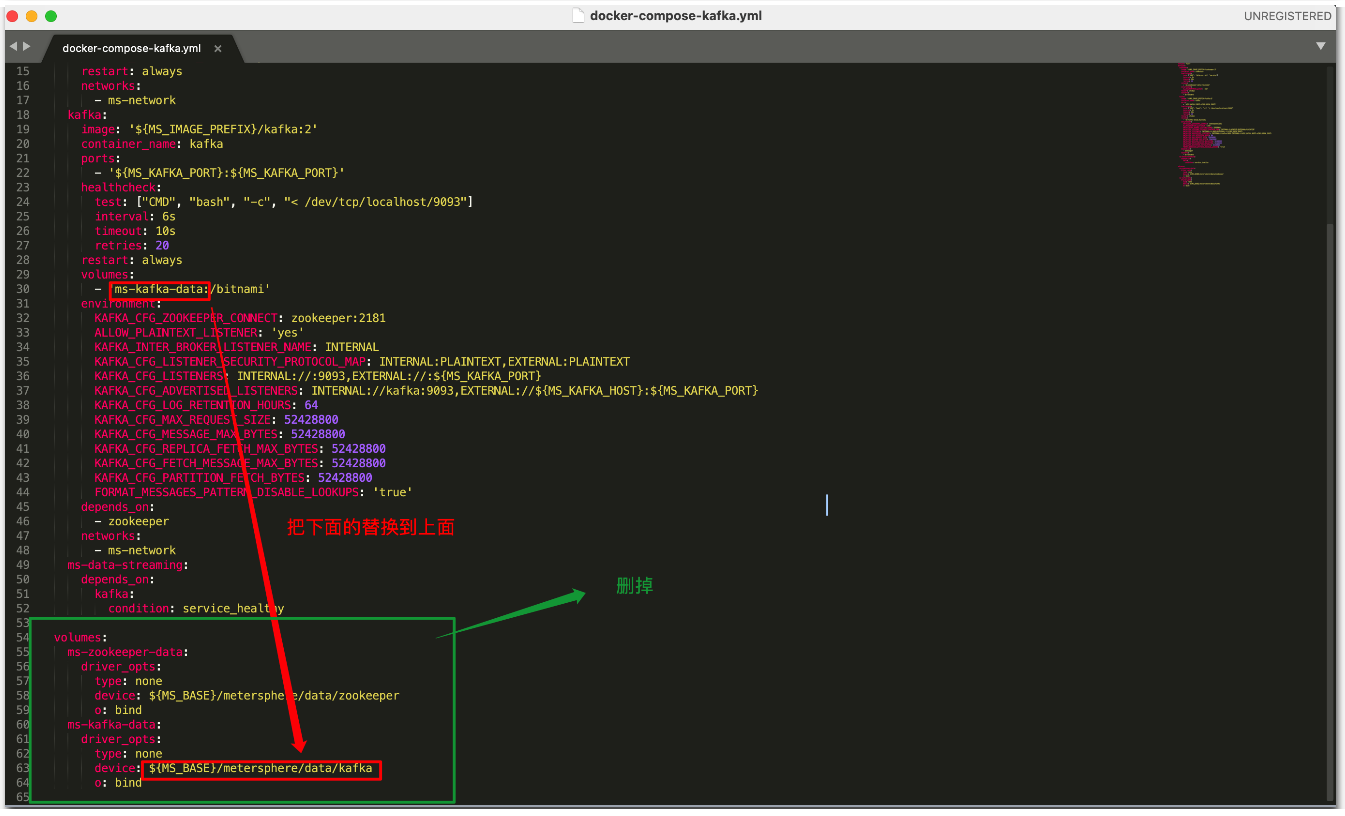 docker-compose-kafka.yml
UNREGISTERED
docker-compose-kafka.yml ×
15 restart: always
16 networks:
17 - ms-network
18 kafka:
19 image: '${MS_IMAGE_PREFIX}/kafka:2'
20 container_name: kafka
21 ports:
22 - '${MS_KAFKA_PORT}:${MS_KAFKA_PORT}'
23 healthcheck:
24 test: ["CMD", "bash", "-c", "< /dev/tcp/localhost/9093"]
25 interval: 6s
26 timeout: 10s
27 retries: 20
28 restart: always
29 volumes:
30 - 'ms-kafka-data:/bitnami'
31 environment:
32 KAFKA_CFG_ZOOKEEPER_CONNECT: zookeeper:2181
33 ALLOW_PLAINTEXT_LISTENER: 'yes'
34 KAFKA_INTER_BROKER_LISTENER_NAME: INTERNAL
35 KAFKA_CFG_LISTENER_SECURITY_PROTOCOL_MAP: INTERNAL:PLAINTEXT,EXTERNAL:PLAINTEXT
36 KAFKA_CFG_LISTENERS: INTERNAL://:9093,EXTERNAL://:${MS_KAFKA_PORT}
37 KAFKA_CFG_ADVERTISED_LISTENERS: INTERNAL://kafka:9093,EXTERNAL://${MS_KAFKA_HOST}:${MS_KAFKA_PORT}
38 KAFKA_CFG_LOG_RETENTION_HOURS: 64
39 KAFKA_CFG_MAX_REQUEST_SIZE: 52428800
40 KAFKA_CFG_MESSAGE_MAX_BYTES: 52428800
41 KAFKA_CFG_REPLICA_FETCH_MAX_BYTES: 52428800
42 KAFKA_CFG_FETCH_MESSAGE_MAX_BYTES: 52428800
43 KAFKA_CFG_PARTITION_FETCH_BYTES: 52428800
44 FORMAT_MESSAGES_PATTERN_DISABLE_LOOKUPS: 'true'
45 depends_on:
46 - zookeeper
把下面的替换到上面
47 networks:
48 - ms-network
49 ms-data-streaming:
50 depends_on:
删掉
51 kafka:
52 condition: service_healthy
53
54 volumes:
55 ms-zookeeper-data:
56 driver_opts:
57 type: none
58 device: ${MS_BASE}/metersphere/data/zookeeper
59 o: bind
60 ms-kafka-data:
61 driver_opts:
62 type: none
63 device: ${MS_BASE}/metersphere/data/kafka
64 o: bind
65